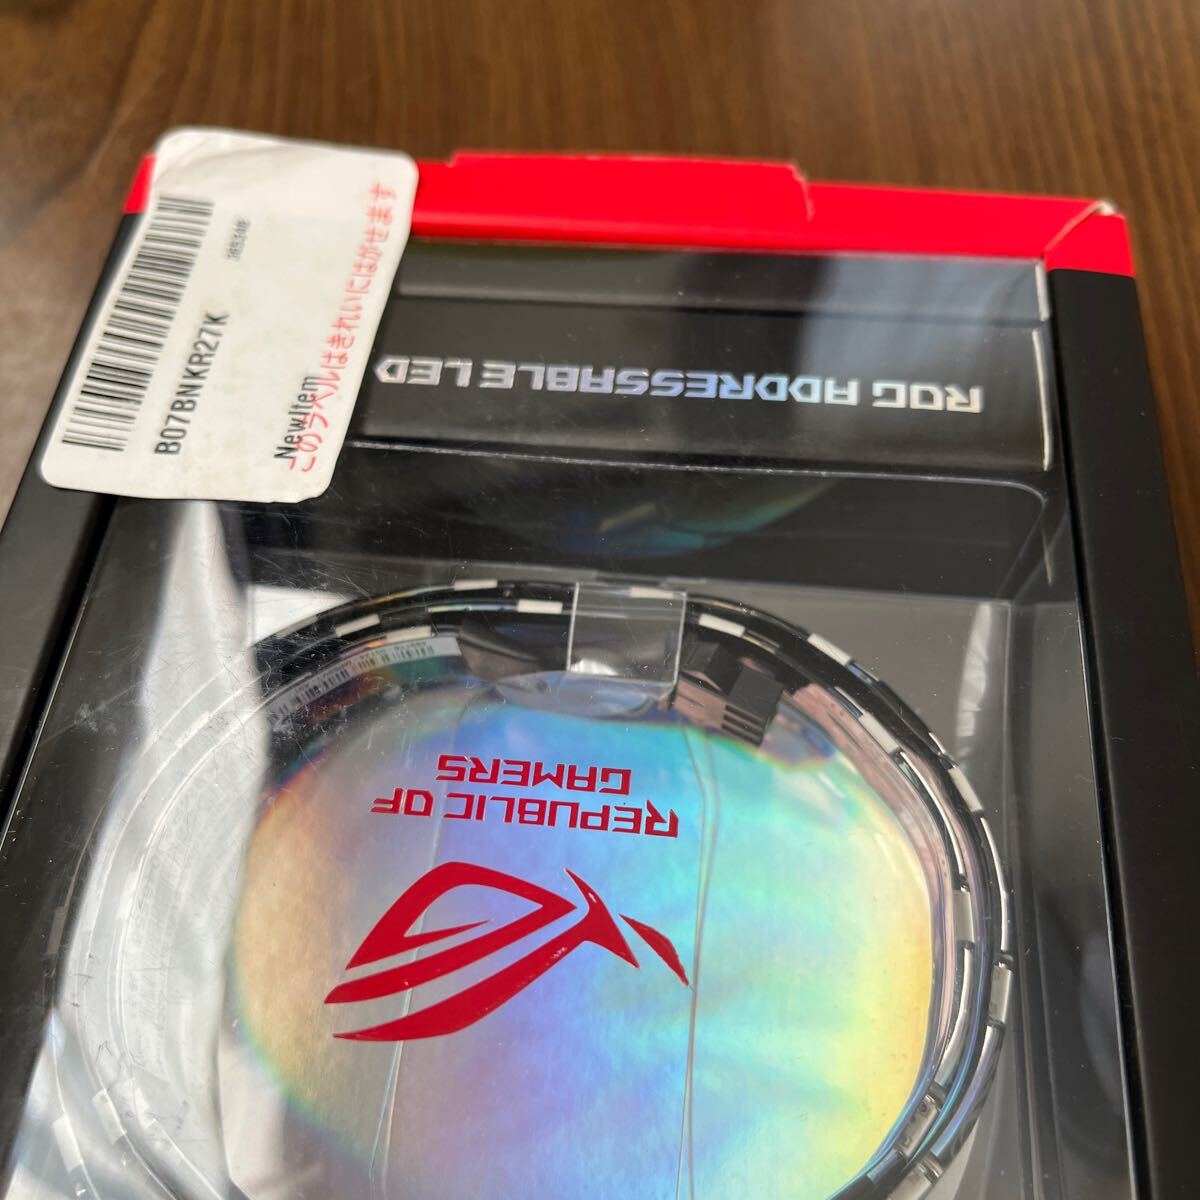 このラベルはきれいにはがせます
NewItem
B07BNKR27K
ROG ADDRESSABLE LED
REPUBLIC OF
GAMERS